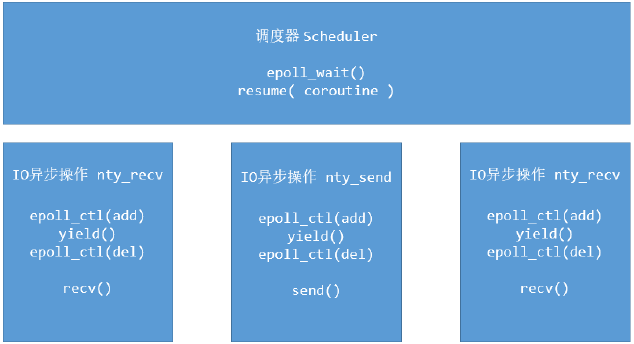 调度器 Scheduler
epoll_wait()
resume( coroutine )
IO异步操作 nty_recv
epoll_ctl(add)
yield()
epoll_ctl(del)
recv()
IO异步操作 nty_send
epoll_ctl(add)
yield()
epoll_ctl(del)
send()
IO异步操作 nty_recv
epoll_ctl(add)
yield()
epoll_ctl(del)
recv()